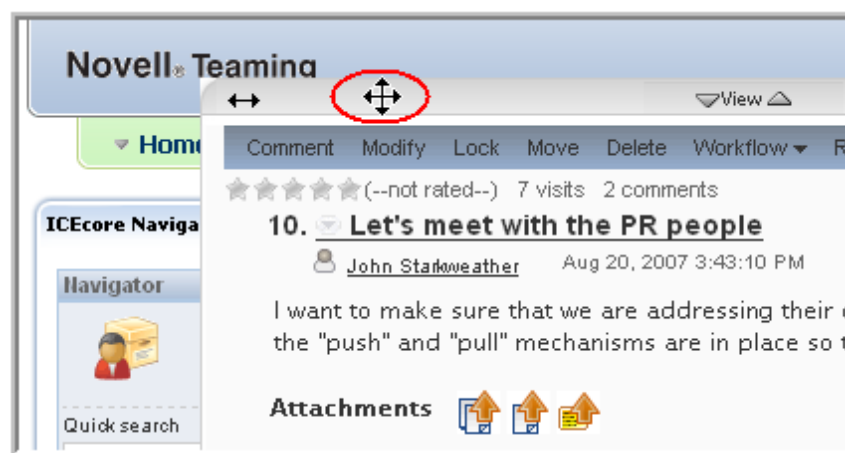 Novell® Teaming
View
Home
Comment Modify Lock Move Delete Workflow
(--not rated--) 7 visits 2 comments
ICEcore Naviga
10. Let's meet with the PR people
John Starkweather Aug 20, 2007 3:43:10 PM
Navigator
I want to make sure that we are addressing their
the "push" and "pull" mechanisms are in place so
Attachments
Quick search